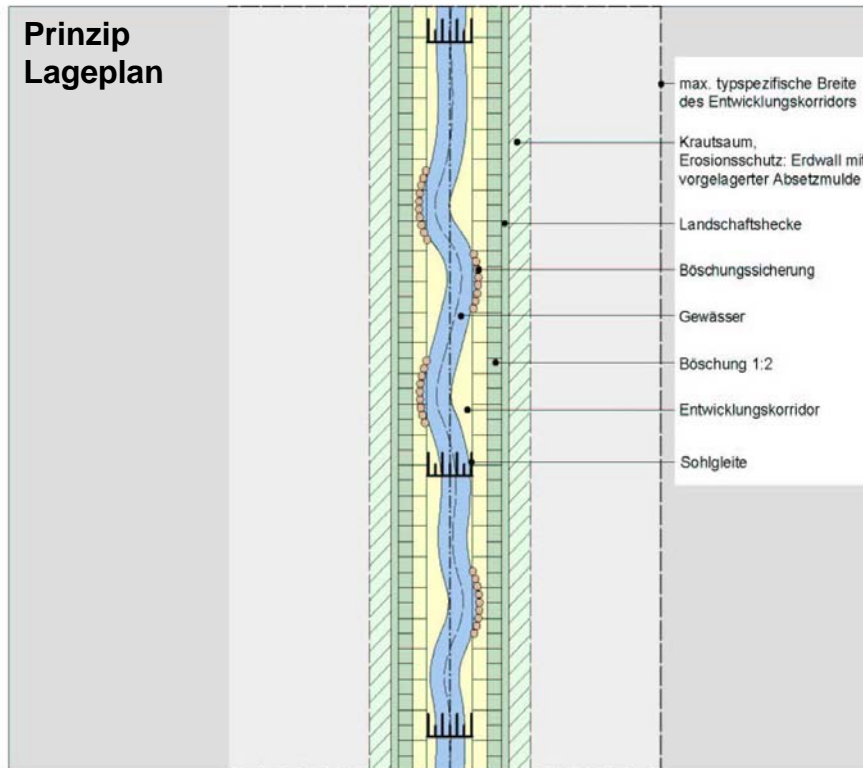 Prinzip
Lageplan
max. typspezifische Breite
des Entwicklungskorridors
Krautsaum,
Erosionsschutz: Erdwall mit
vorgelagerter Absetzmulde
Landschaftshecke
Böschungssicherung
Gewässer
Böschung 1:2
Entwicklungskorridor
Sohlgleite